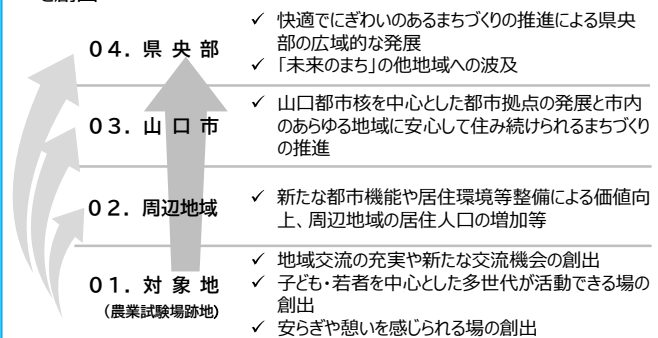 ✓ 快適でにぎわいのあるまちづくりの推進による県央
部の広域的な発展
✓ 「未来のまち」の他地域への波及
04. 県 央 部
✓ 山口都市核を中心とした都市拠点の発展と市内
のあらゆる地域に安心して住み続けられるまちづくり
の推進
03. 山 口 市
✓ 新たな都市機能や居住環境等整備による価値向
上、周辺地域の居住人口の増加等
02. 周辺地域
✓ 地域交流の充実や新たな交流機会の創出
✓ 子ども・若者を中心とした多世代が活動できる場の
創出
✓ 安らぎや憩いを感じられる場の創出
01. 対 象 地
(農業試験場跡地)